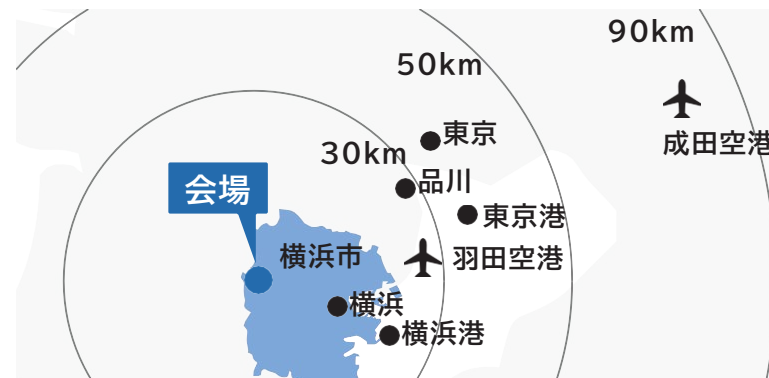 90km
50km
東京
成田空港
30km
品川
会場
東京港
横浜市
羽田空港
横浜
横浜港